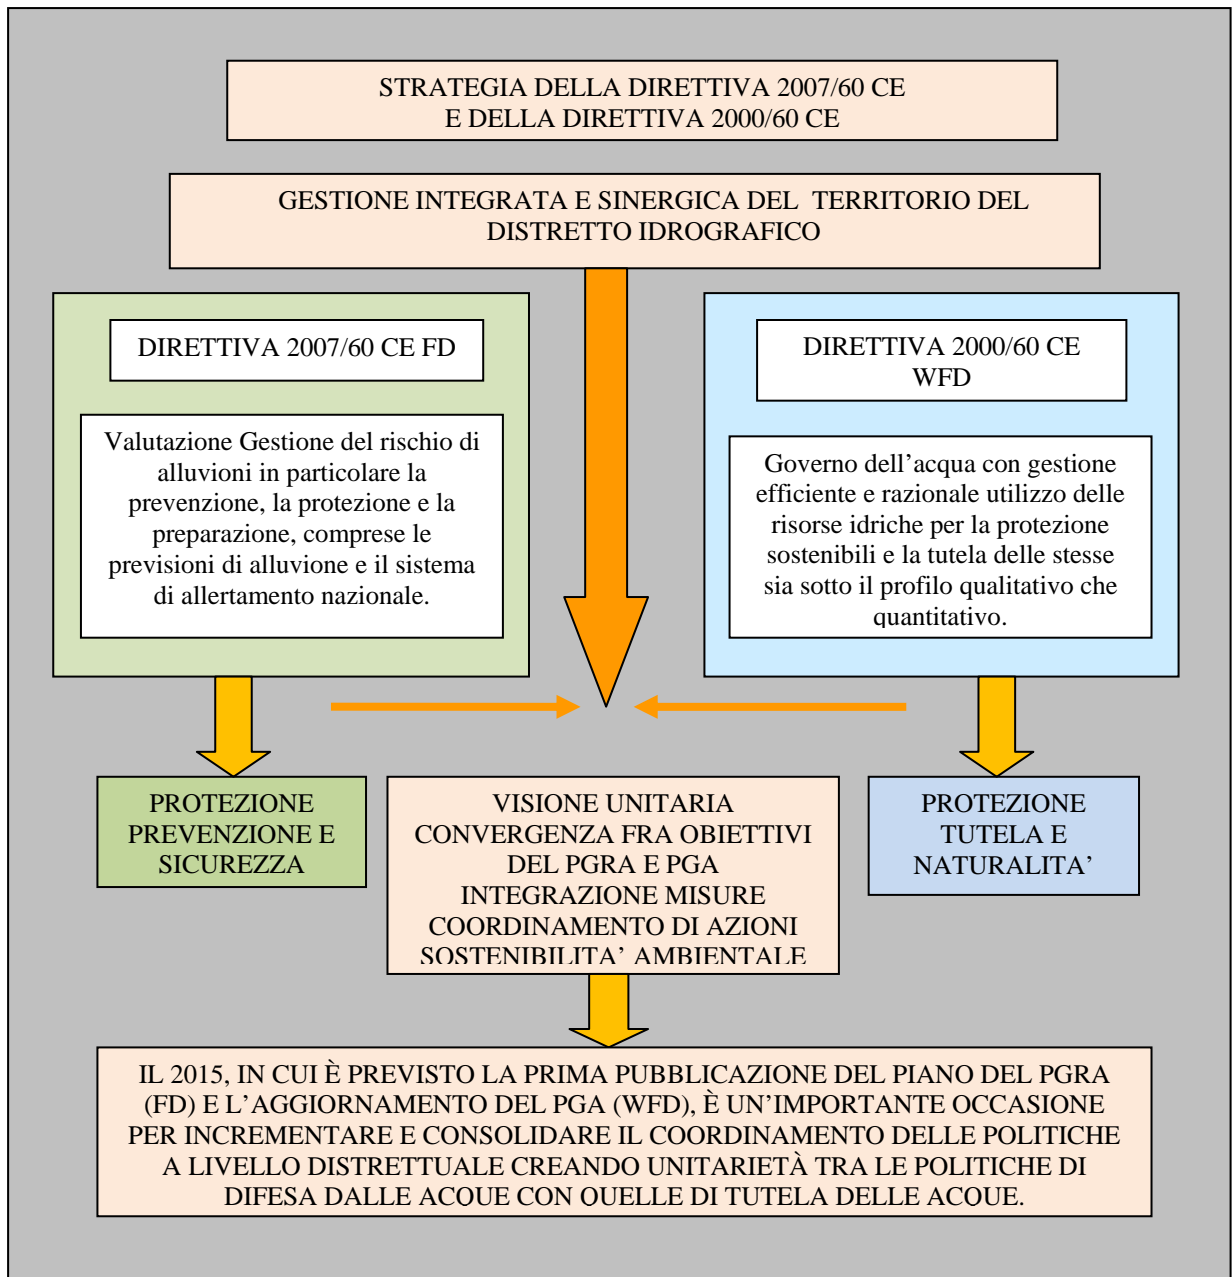 STRATEGIA DELLA DIRETTIVA 2007/60 CE
E DELLA DIRETTIVA 2000/60 CE
GESTIONE INTEGRATA E SINERGICA DEL TERRITORIO DEL
DISTRETTO IDROGRAFICO
DIRETTIVA 2007/60 CE FD
Valutazione Gestione del rischio di
alluvioni in particolare la
prevenzione, la protezione e la
preparazione, comprese le
previsioni di alluvione e il sistema
di allertamento nazionale.
DIRETTIVA 2000/60 CE
WFD
Governo dell’acqua con gestione
efficiente e razionale utilizzo delle
risorse idriche per la protezione
sostenibili e la tutela delle stesse
sia sotto il profilo qualitativo che
quantitativo.
PROTEZIONE
PREVENZIONE E
SICUREZZA
VISIONE UNITARIA
CONVERGENZA FRA OBIETTIVI
DEL PGRA E PGA
INTEGRAZIONE MISURE
COORDINAMENTO DI AZIONI
SOSTENIBILITA’ AMBIENTALE
PROTEZIONE
TUTELA E
NATURALITA’
IL 2015, IN CUI È PREVISTO LA PRIMA PUBBLICAZIONE DEL PIANO DEL PGRA
(FD) E L’AGGIORNAMENTO DEL PGA (WFD), È UN’IMPORTANTE OCCASIONE
PER INCREMENTARE E CONSOLIDARE IL COORDINAMENTO DELLE POLITICHE
A LIVELLO DISTRETTUALE CREANDO UNITARIETÀ TRA LE POLITICHE DI
DIFESA DALLE ACQUE CON QUELLE DI TUTELA DELLE ACQUE.